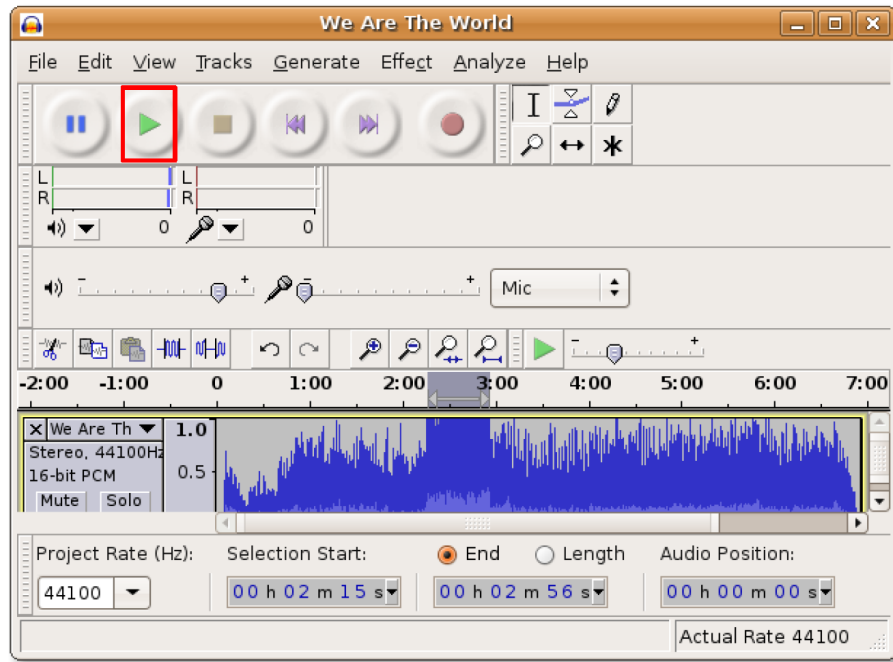 We Are The World
File Edit View Tracks Generate Effect Analyze Help
L L
R R
0 0
- + - +
Mic
- +
-2:00 -1:00 0 1:00 2:00 3:00 4:00 5:00 6:00 7:00
X We Are Th 1.0
Stereo, 44100Hz
16-bit PCM 0.5
Mute Solo
Project Rate (Hz): Selection Start: End Length Audio Position:
44100 00 h 02 m 15 s 00 h 02 m 56 s 00 h 00 m 00 s
Actual Rate 44100